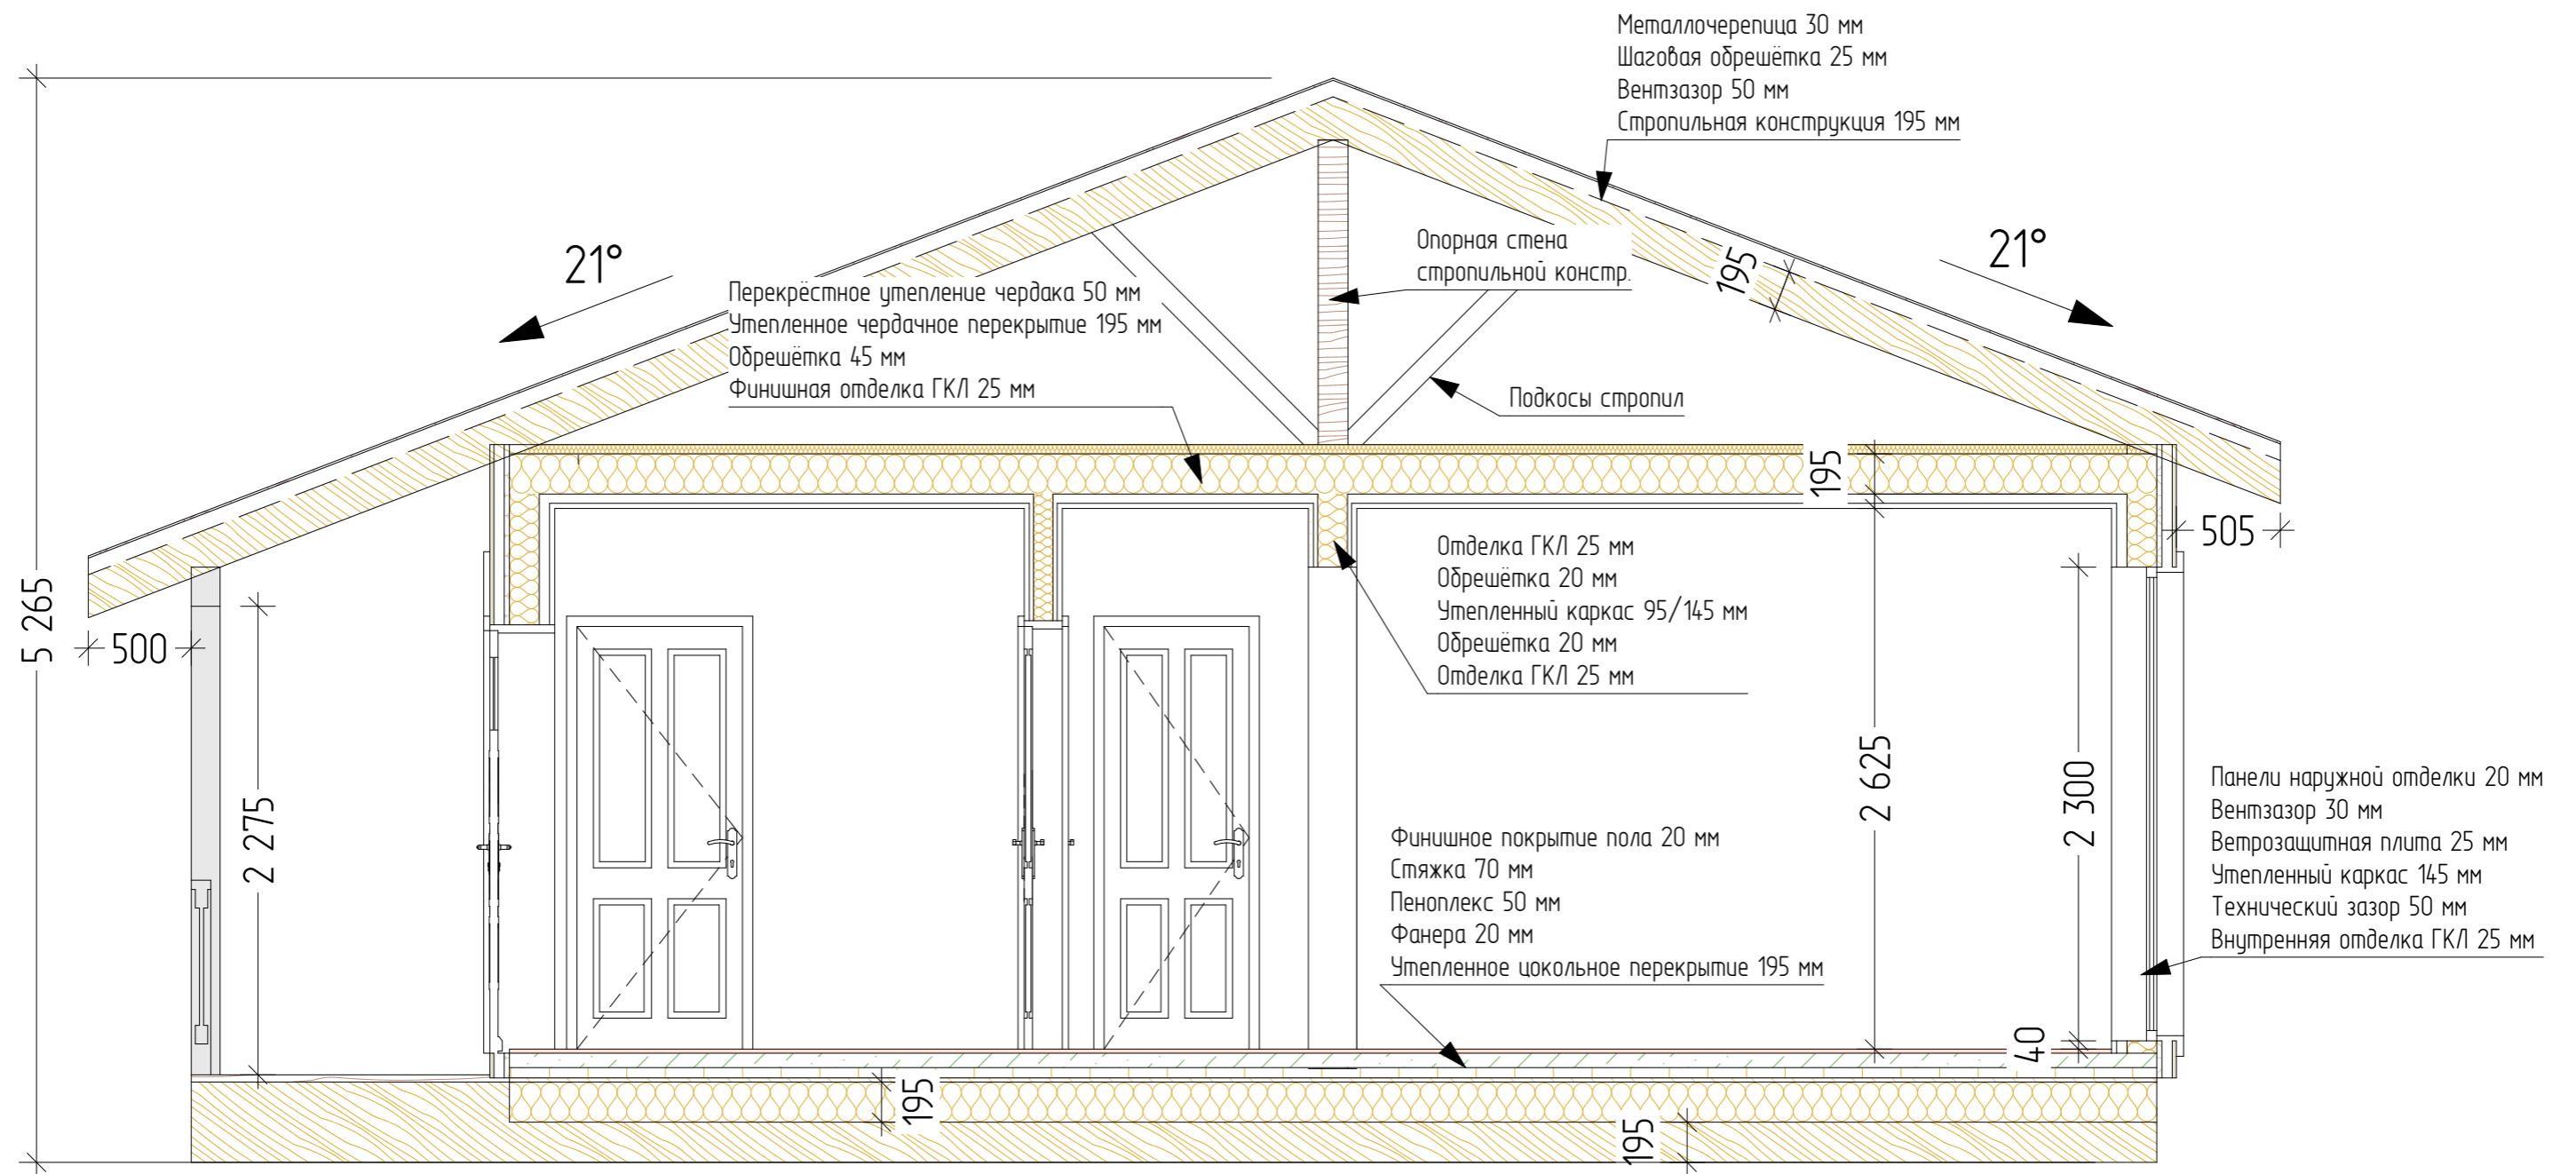 Металлочерепица 30 мм
Шаговая обрешётка 25 мм
Вентзазор 50 мм
Стропильная конструкция 195 мм
21°
21°
195
Опорная стена
стропильной констр.
Перекрёстное утепление чердака 50 мм
Утепленное чердачное перекрытие 195 мм
Обрешётка 45 мм
Финишная отделка ГКЛ 25 мм
Подкосы стропил
195
505
500
5 265
2 275
Отделка ГКЛ 25 мм
Обрешётка 20 мм
Утепленный каркас 95/145 мм
Обрешётка 20 мм
Отделка ГКЛ 25 мм
2 625
2 300
Панели наружной отделки 20 мм
Вентзазор 30 мм
Ветрозащитная плита 25 мм
Утепленный каркас 145 мм
Технический зазор 50 мм
Внутренняя отделка ГКЛ 25 мм
Финишное покрытие пола 20 мм
Стяжка 70 мм
Пеноплекс 50 мм
Фанера 20 мм
Утепленное цокольное перекрытие 195 мм
40
195
195